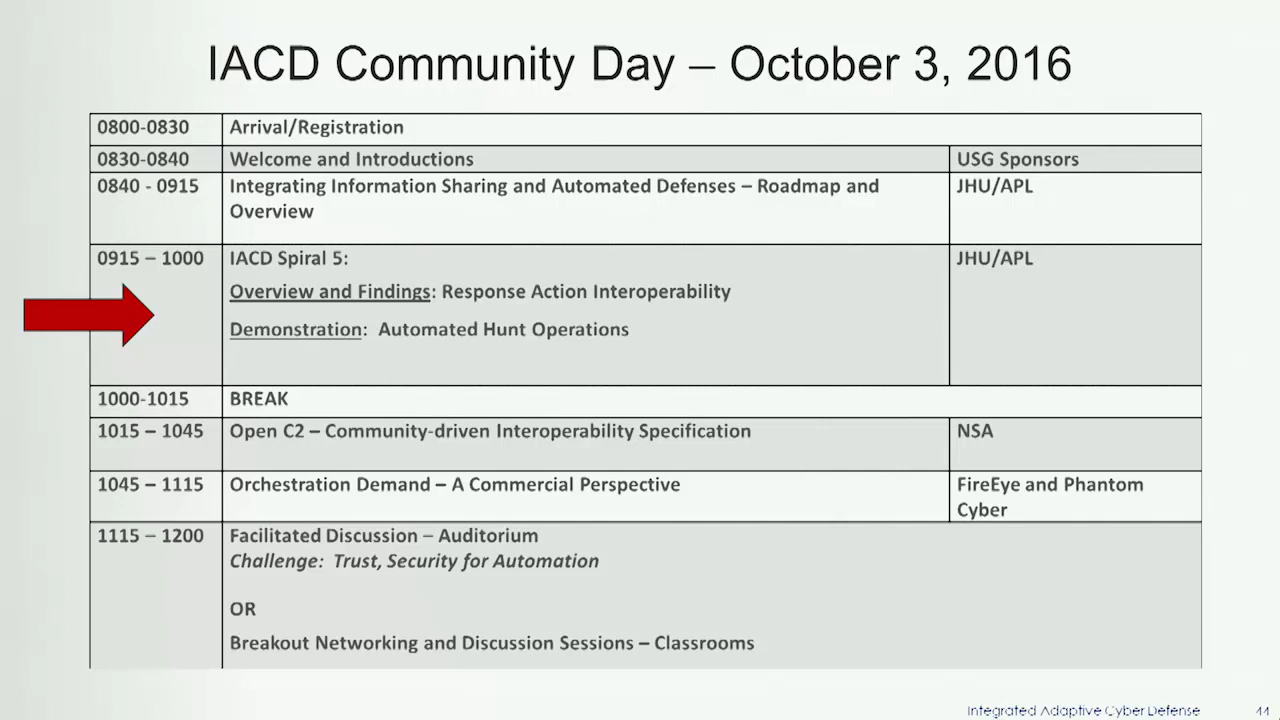 IACD Community Day – October 3, 2016
0800-0830 Arrival/Registration
0830-0840 Welcome and Introductions USG Sponsors
0840 - 0915 Integrating Information Sharing and Automated Defenses – Roadmap and JHU/APL
Overview
0915 – 1000 IACD Spiral 5: JHU/APL
Overview and Findings: Response Action Interoperability
Demonstration: Automated Hunt Operations
1000-1015 BREAK
1015 – 1045 Open C2 – Community-driven Interoperability Specification NSA
1045 – 1115 Orchestration Demand – A Commercial Perspective FireEye and Phantom
Cyber
1115 – 1200 Facilitated Discussion – Auditorium
Challenge: Trust, Security for Automation
OR
Breakout Networking and Discussion Sessions – Classrooms
Integrated Adaptive Cyber Defense 44